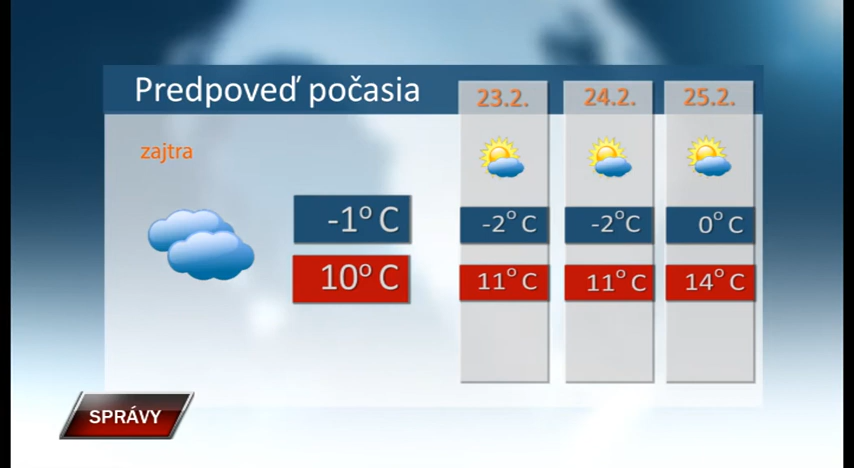 Predpoveď počasia
23.2. 24.2. 25.2.
zajtra
-1° C
10° C
-2° C -2°C 0° C
11° C 11° C 14° C
SPRÁVY